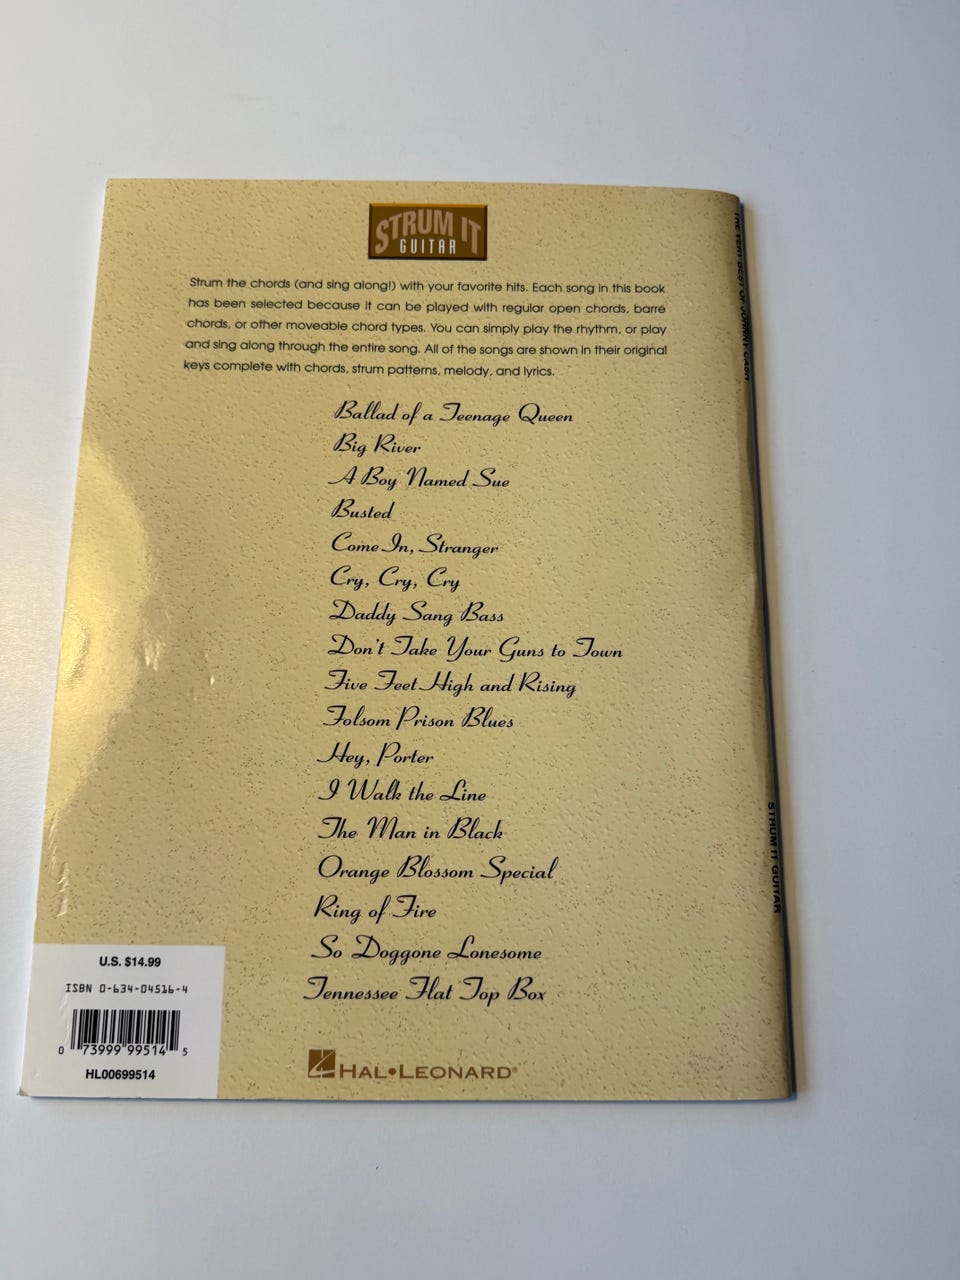 STRUM IT
GUITAR
Strum the chords (and sing along!) with your favorite hits. Each song in this book
has been selected because it can be played with regular open chords, barré
chords, or other moveable chord types. You can simply play the rhythm, or play
and sing along through the entire song. All of the songs are shown in their original
keys complete with chords, strum patterns, melody, and lyrics.
Ballad of a Teenage Queen
Big River
A Boy Named Sue
Busted
Come In, Stranger
Cry, Cry, Cry
Daddy Sang Bass
Don't Take Your Guns to Town
Five Feet High and Rising
Folsom Prison Blues
Hey, Porter
I Walk the Line
The Man in Black
Orange Blossom Special
Ring of Fire
So Doggone Lonesome
Tennessee Flat Top Box
U.S. $14.99
ISBN 0-634-04516-4
0 73999 99514 5
HL00699514
HAL•LEONARD®
THE VERY BEST OF JOHNNY CASH
STRUM IT GUITAR